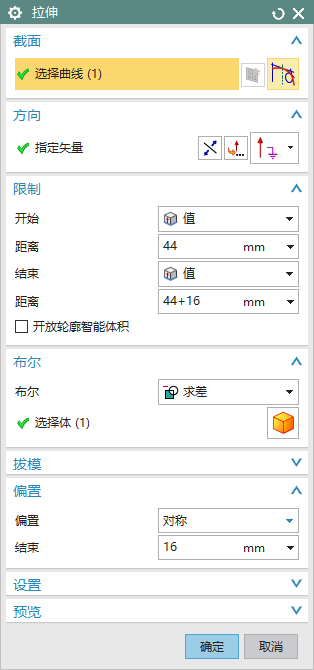 拉伸
截面
选择曲线 (1)
方向
指定矢量
限制
开始 值
距离 44 mm
结束 值
距离 44+16 mm
开放轮廓智能体积
布尔
布尔 求差
选择体 (1)
拔模
偏置
偏置 对称
结束 16 mm
设置
预览
确定 取消